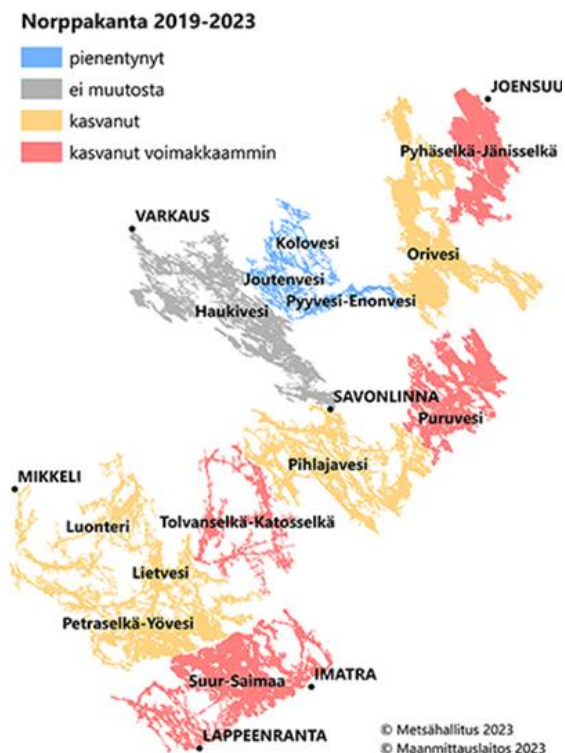 Norppakanta 2019-2023
pienentynyt
ei muutosta
kasvanut
kasvanut voimakkaammin
JOENSUU
Pyhäselkä-Jänisselkä
VARKAUS
Kolovesi
Orivesi
Joutenvesi
Pyyvesi-Enonvesi
Haukivesi
SAVONLINNA
Puruvesi
Pihlajavesi
MIKKELI
Luonteri
Tolvanselkä-Katosselkä
Lietvesi
Petraselkä-Yövesi
Suur-Saimaa
IMATRA
LAPPEENRANTA
© Metsähallitus 2023
© Maanmittauslaitos 2023